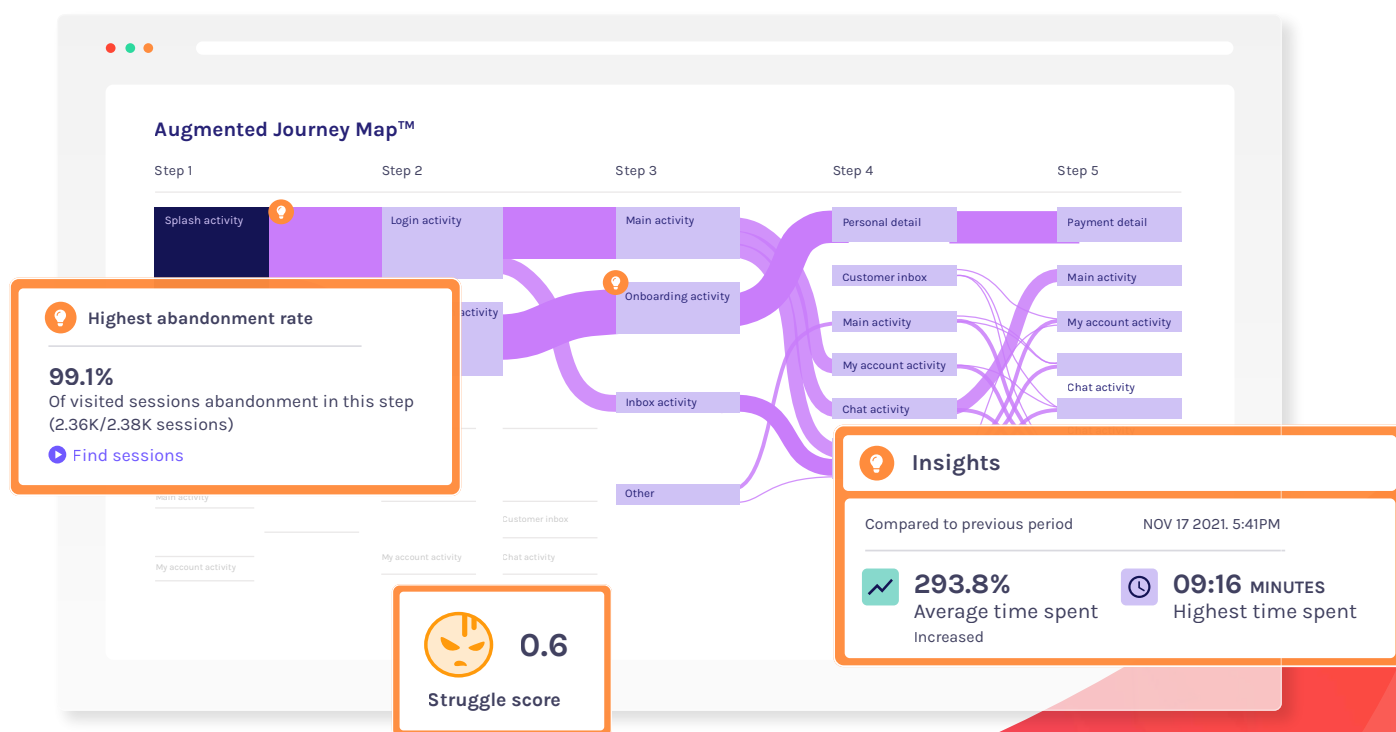 Augmented Journey Map™
Step 1
Step 2
Step 3
Step 4
Step 5
Splash activity
Login activity
Main activity
Personal detail
Payment detail
Customer inbox
Main activity
Onboarding activity
activity
Main activity
My account activity
My account activity
Chat activity
Inbox activity
Chat activity
Other
Highest abandonment rate
99.1%
Of visited sessions abandonment in this step
(2.36K/2.38K sessions)
Find sessions
Main activity
Customer inbox
My account activity
Chat activity
My account activity
Insights
Compared to previous period
NOV 17 2021. 5:41PM
293.8%
Average time spent
Increased
09:16 MINUTES
Highest time spent
0.6
Struggle score